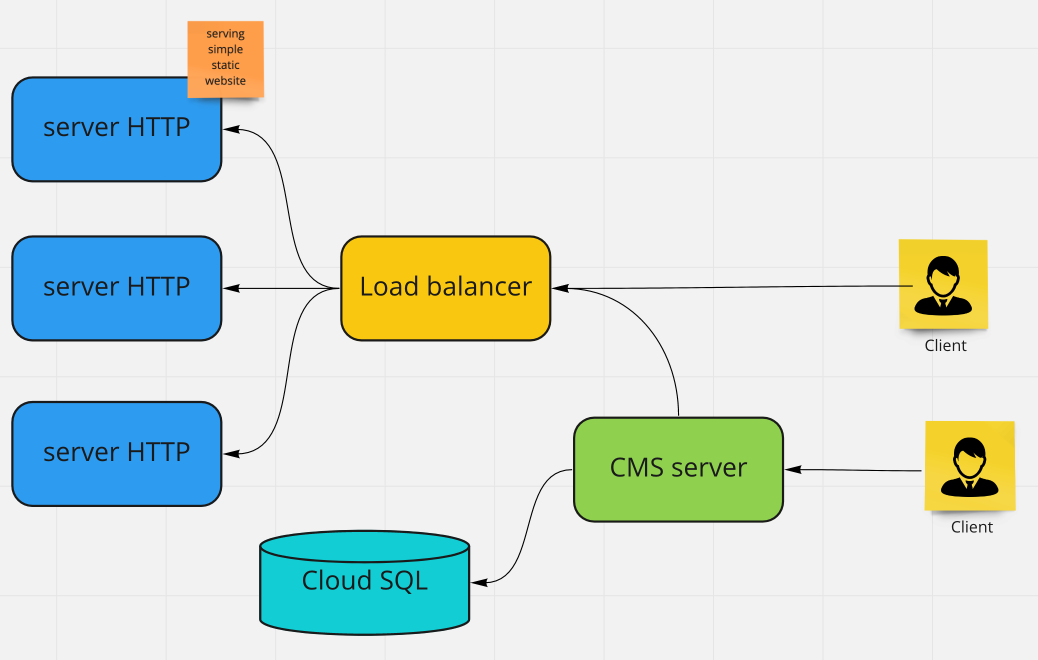 serving
simple
static
website
server HTTP
server HTTP
Load balancer
Client
server HTTP
CMS server
Client
Cloud SQL